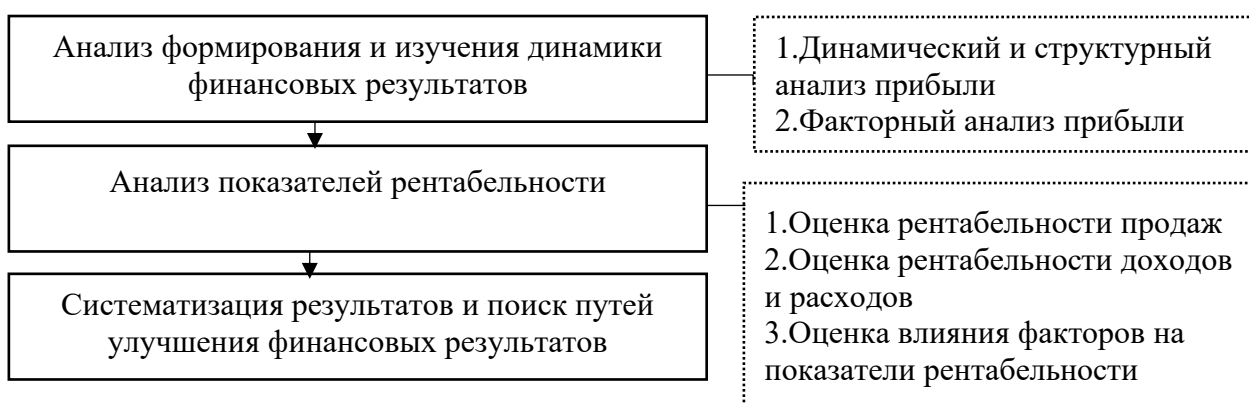 Анализ формирования и изучения динамики
финансовых результатов
1.Динамический и структурный
анализ прибыли
2.Факторный анализ прибыли
Анализ показателей рентабельности
1.Оценка рентабельности продаж
2.Оценка рентабельности доходов
и расходов
3.Оценка влияния факторов на
показатели рентабельности
Систематизация результатов и поиск путей
улучшения финансовых результатов